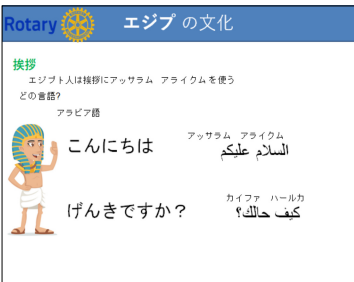 Rotary エジプ の文化
挨拶
エジプト人は挨拶にアッサラム アライクム を使う
どの言語?
アラビア語
こんにちは
アッサラム アライクム
السلام عليكم
げんきですか?
カイファ ハールカ
كيف حالك؟